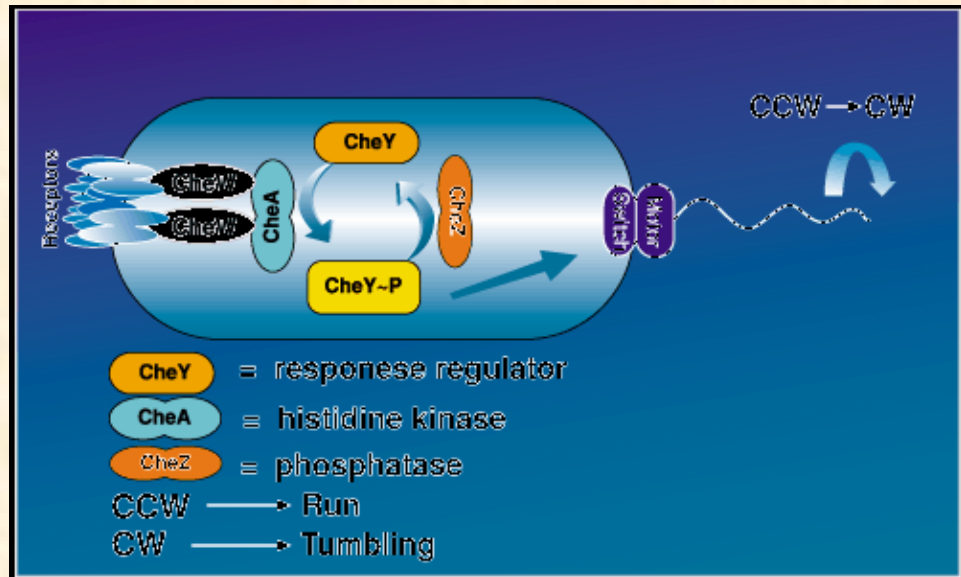 CCW → CW
CheY
Receptors
CheW
CheW
CheA
CheZ
CheY~P
Switch
Motor
CheY = responese regulator
CheA = histidine kinase
CheZ = phosphatase
CCW → Run
CW → Tumbling